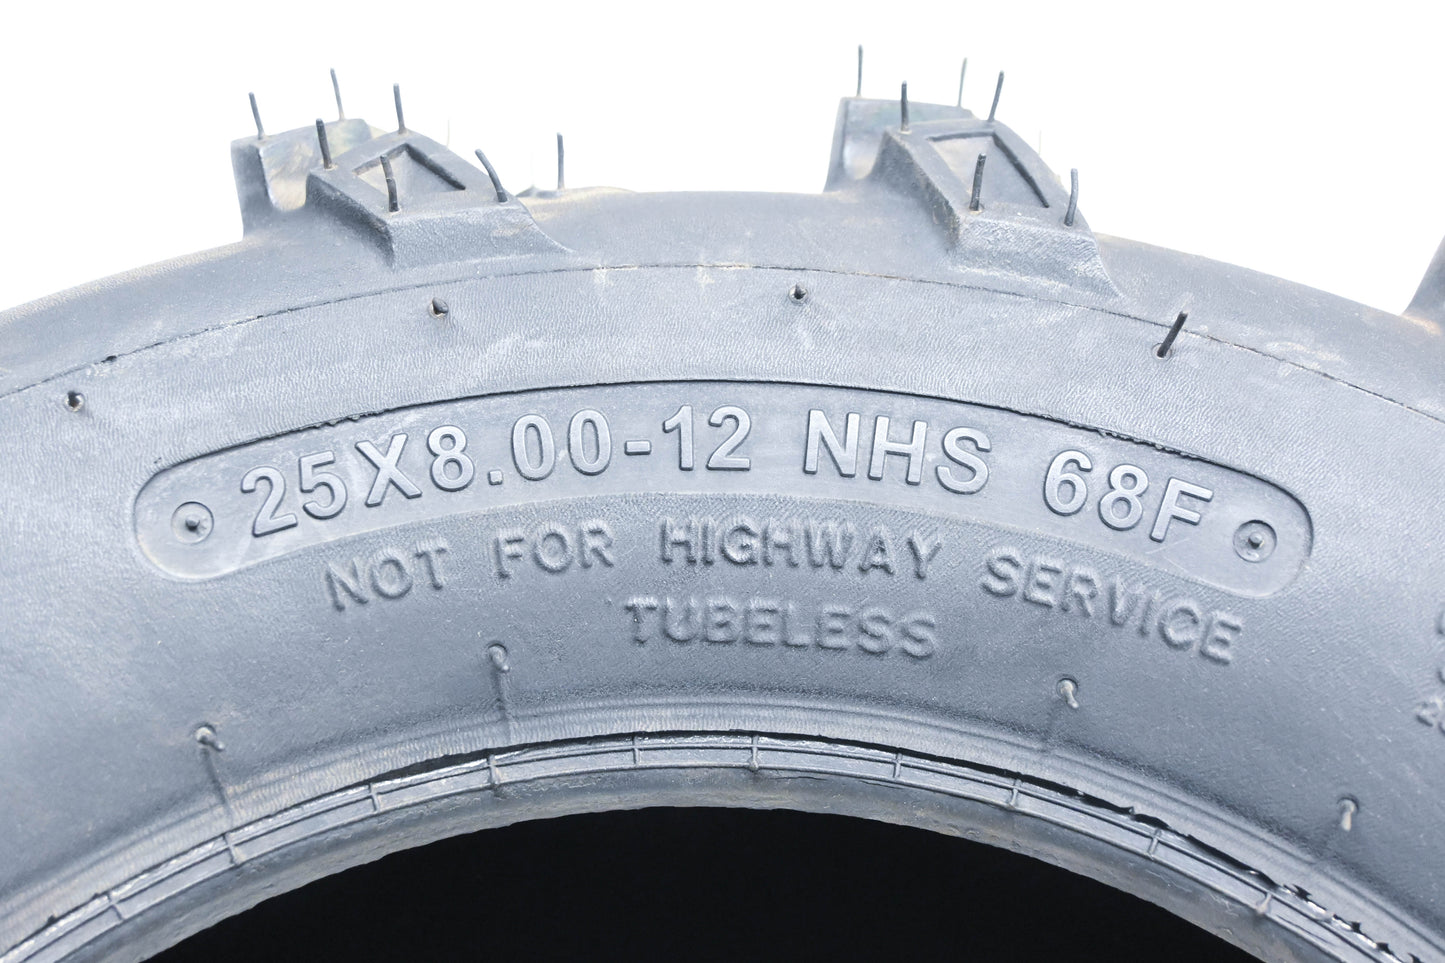 25X8.00-12 NHS 68F
NOT FOR HIGHWAY SERVICE
TUBELESS